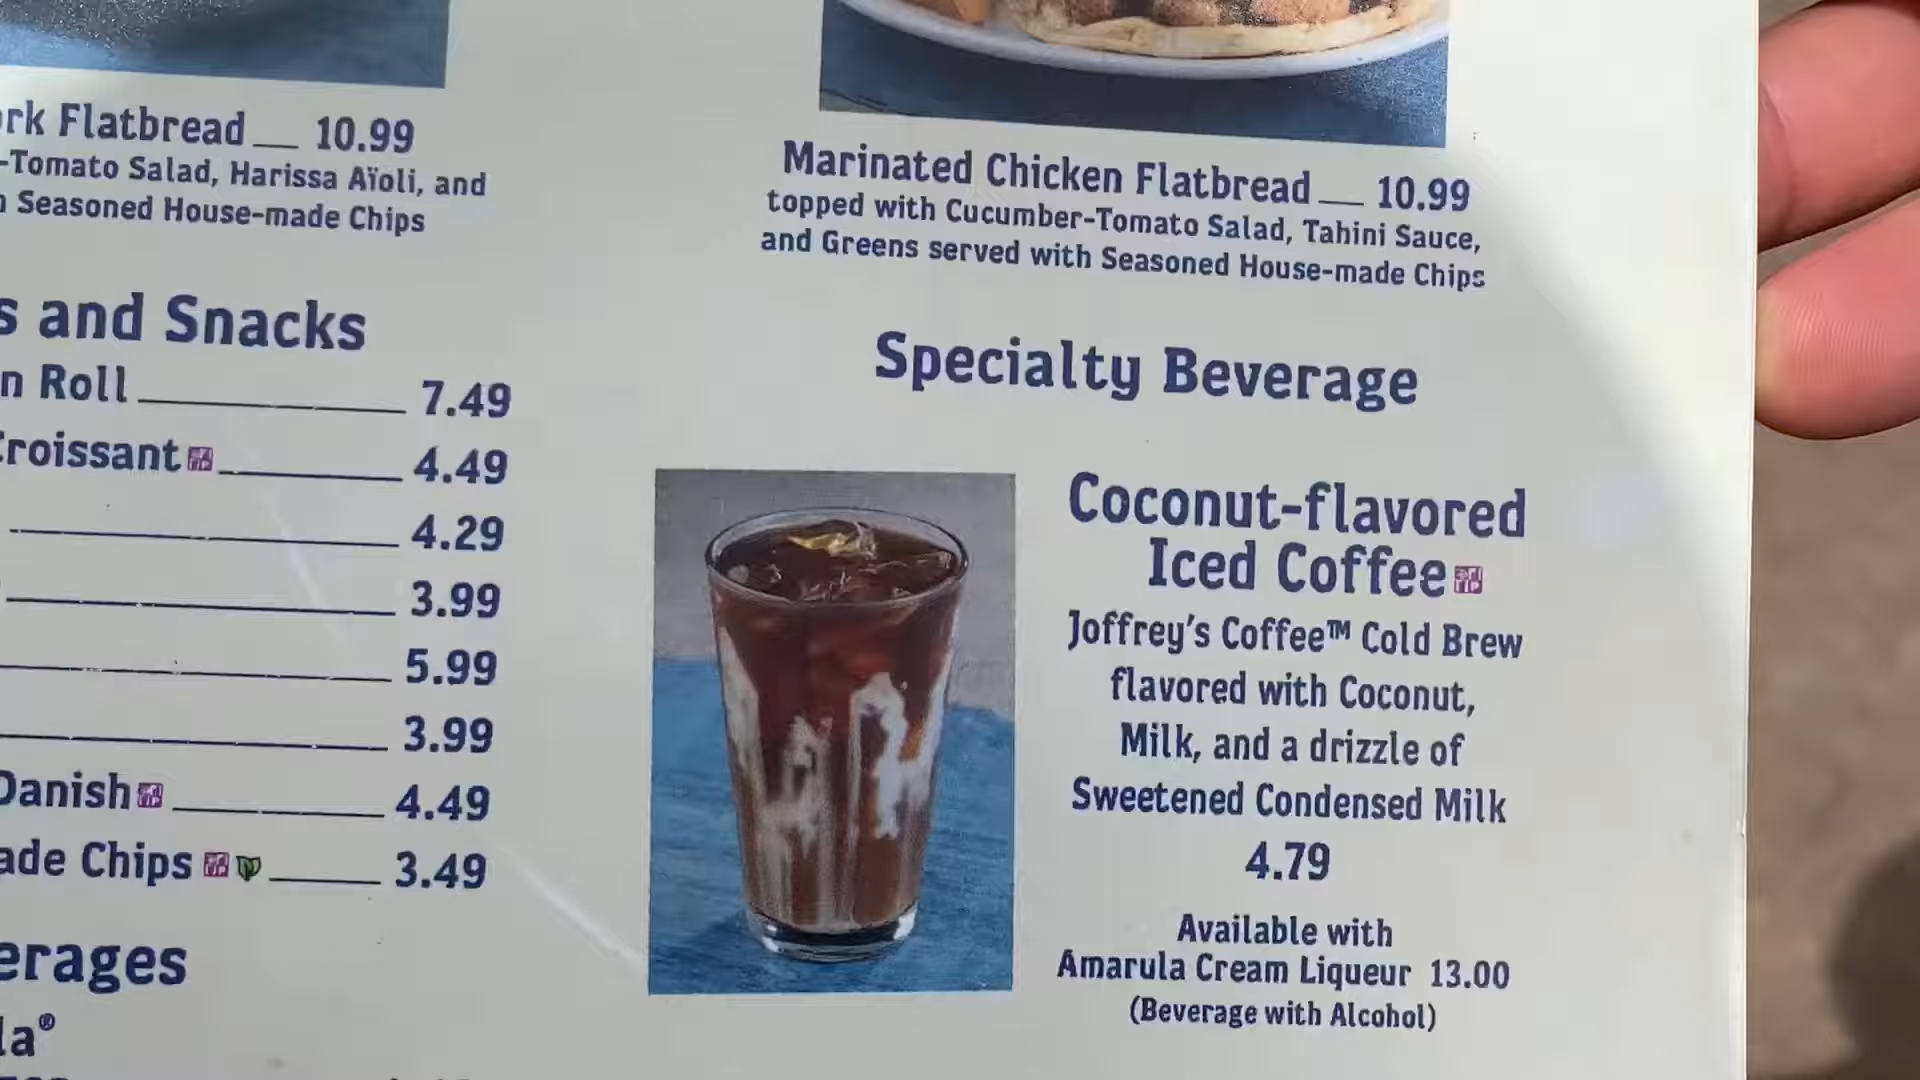 Flatbread 10.99
-Tomato Salad, Harissa Aïoli, and
Seasoned House-made Chips
Marinated Chicken Flatbread 10.99
topped with Cucumber-Tomato Salad, Tahini Sauce,
and Greens served with Seasoned House-made Chips
and Snacks
Roll 7.49
Croissant 4.49
4.29
3.99
5.99
3.99
Danish 4.49
Chips 3.49
Specialty Beverage
Coconut-flavored
Iced Coffee
Joffrey's Coffee™ Cold Brew
flavored with Coconut,
Milk, and a drizzle of
Sweetened Condensed Milk
4.79
Available with
Amarula Cream Liqueur 13.00
(Beverage with Alcohol)